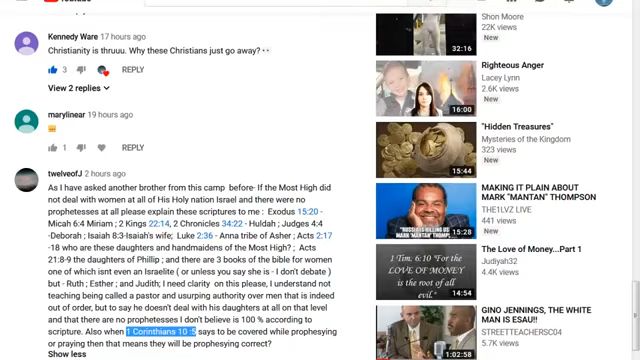 YouTube
Kennedy Ware 17 hours ago
Christianity is thruuu. Why these Christians just go away?
3 REPLY
View 2 replies
marylinear 19 hours ago
1 REPLY
twelveofJ 2 hours ago
As I have asked another brother from this camp before- If the Most High did
not deal with women at all of His Holy nation Israel and there were no
prophetesses at all please explain these scriptures to me : Exodus 15:20 -
Micah 6:4 Miriam ; 2 Kings 22:14, 2 Chronicles 34:22 - Huldah ; Judges 4:4
-Deborah ; Isaiah 8:3-Isaiah's wife; Luke 2:36 - Anna tribe of Asher ; Acts 2:17
-18 who are these daughters and handmaidens of the Most High? ; Acts
21:8-9 the daughters of Phillip ; and there are 3 books of the bible for women
one of which isnt even an Israelite ( or unless you say she is - I don't debate )
but - Ruth ; Esther ; and Judith; I need clarity on this please, I understand not
teaching being called a pastor and usurping authority over men that is indeed
out of order, but to say he doesn't deal with his daughters at all on that level
and that there are no prophetesses I don't believe is 100 % according to
scripture. Also when 1 Corinthians 10 :5 says to be covered while prophesying
or praying then that means they will be prophesying correct?
Show less
Shon Moore
22K views
New
32:16
Righteous Anger
Lacey Lynn
2.6K views
New
16:00
"Hidden Treasures"
Mysteries of the Kingdom
323 views
New
15:44
MAKING IT PLAIN ABOUT
MARK "MANTAN" THOMPSON
THE1LVZ LIVE
441 views
New
MARK "MANTAN" THOMPSON
15:28
The Love of Money...Part 1
Judiyah32
4.4K views
1 Tim. 6:10 "For the
LOVE OF MONEY
is the root of all
evil.
14:54
GINO JENNINGS, THE WHITE
MAN IS ESAU!!
STREETTEACHERSC04
1:02:58